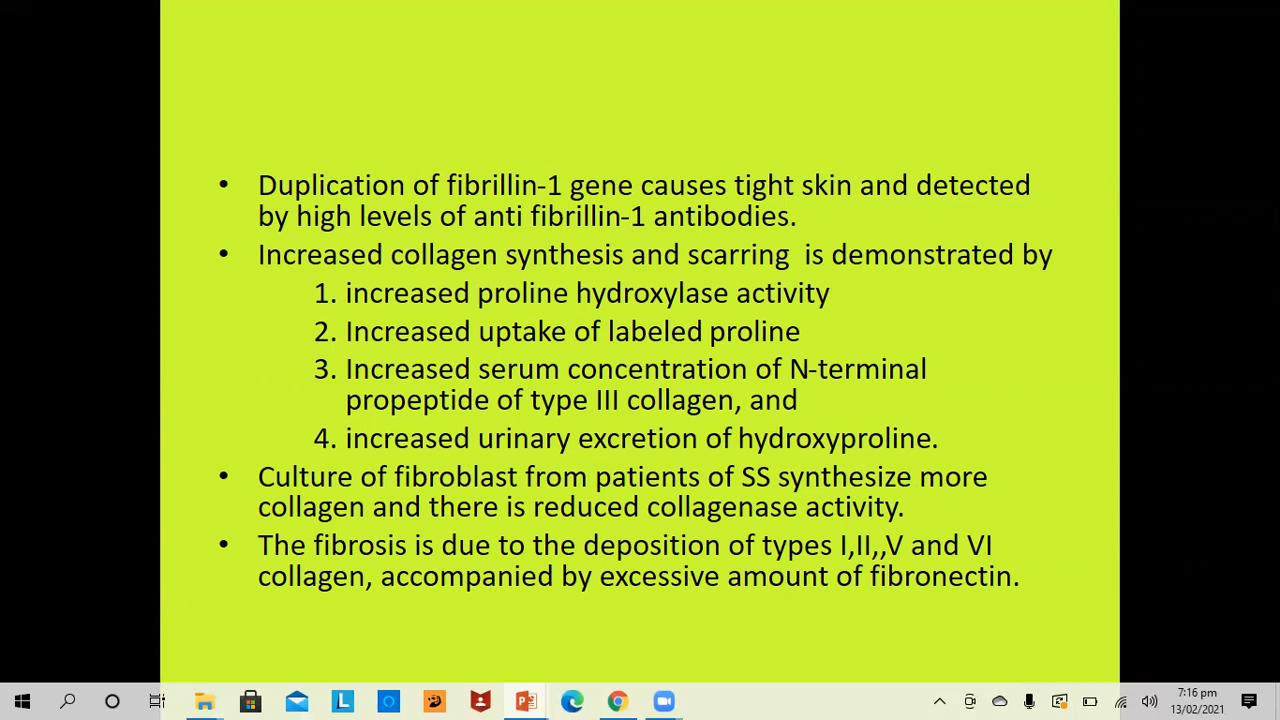 • Duplication of fibrillin-1 gene causes tight skin and detected
by high levels of anti fibrillin-1 antibodies.
• Increased collagen synthesis and scarring  is demonstrated by
1. increased proline hydroxylase activity
2. Increased uptake of labeled proline
3. Increased serum concentration of N-terminal
propeptide of type III collagen, and
4. increased urinary excretion of hydroxyproline.
• Culture of fibroblast from patients of SS synthesize more
collagen and there is reduced collagenase activity.
• The fibrosis is due to the deposition of types I,II,,V and VI
collagen, accompanied by excessive amount of fibronectin.
L
7:16 pm
13/02/2021